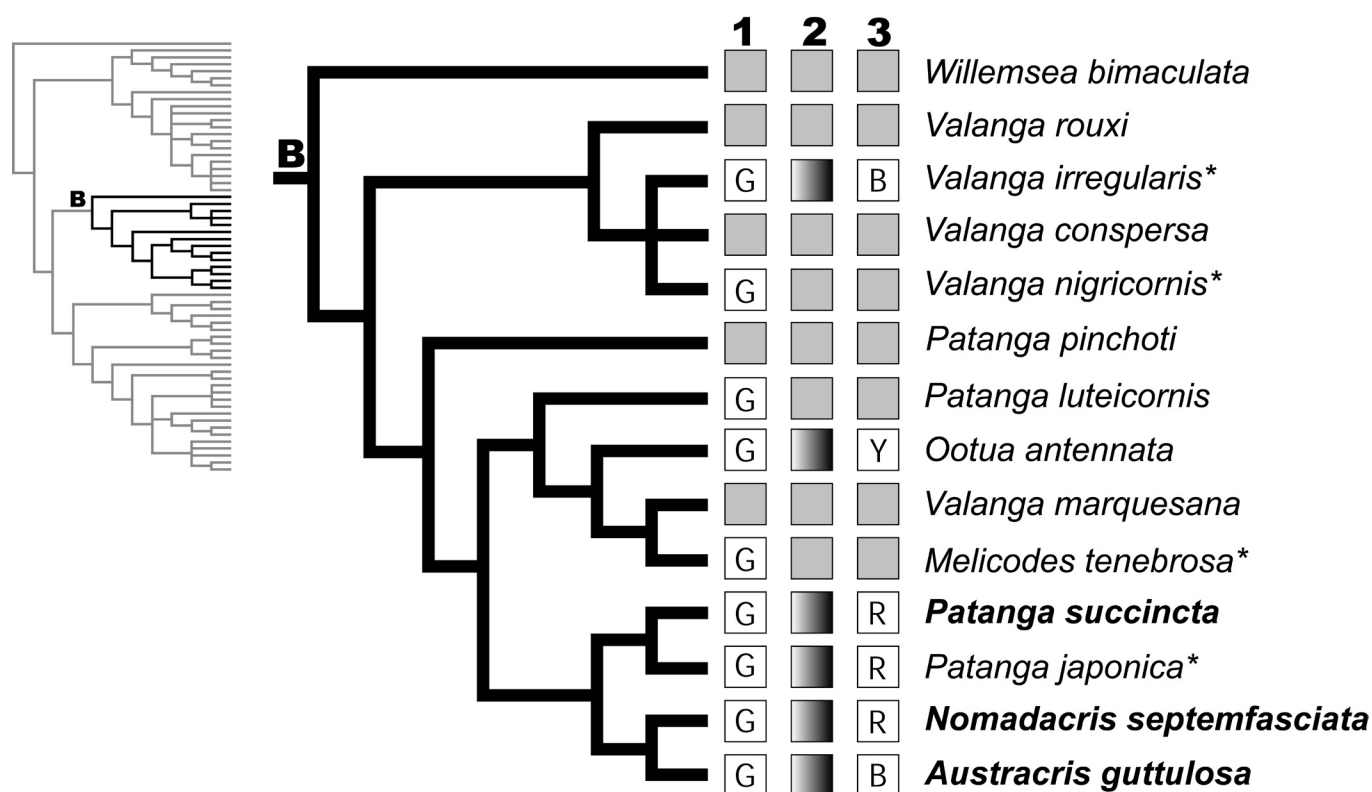 1 2 3
Willemsea bimaculata
Valanga rouxi
B
B
G B Valanga irregularis*
Valanga conspersa
G Valanga nigricornis*
Patanga pinchoti
G Patanga luteicornis
G Y Ootua antennata
Valanga marquesana
G Melicodes tenebrosa*
G R Patanga succincta
G R Patanga japonica*
G R Nomadacris septemfasciata
G B Austracris guttulosa